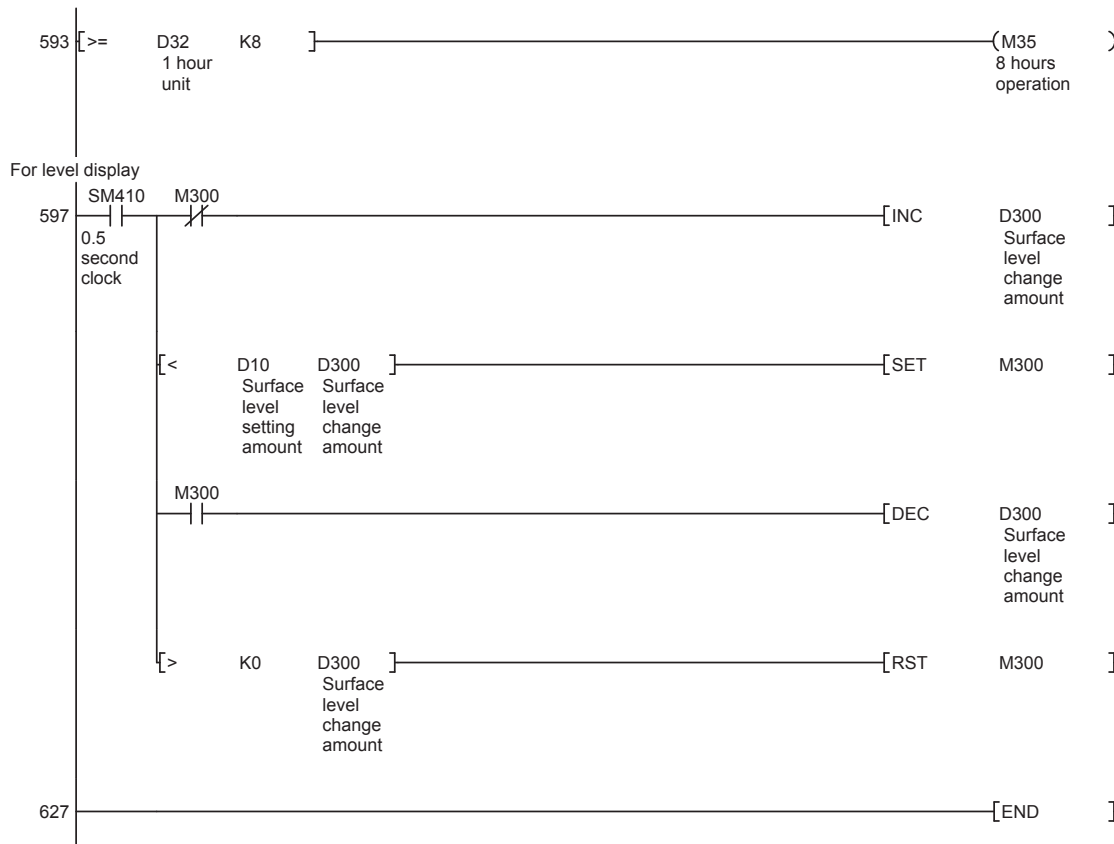 593 [>= D32 K8 ] (M35 )
1 hour 8 hours
unit operation
For level display
SM410 M300
597 [INC D300 ]
0.5 Surface
second level
clock change
amount
[< D10 D300 ] [SET M300 ]
Surface Surface
level level
setting change
amount amount
M300
[DEC D300 ]
Surface
level
change
amount
[> K0 D300 ] [RST M300 ]
Surface
level
change
amount
627 [END ]